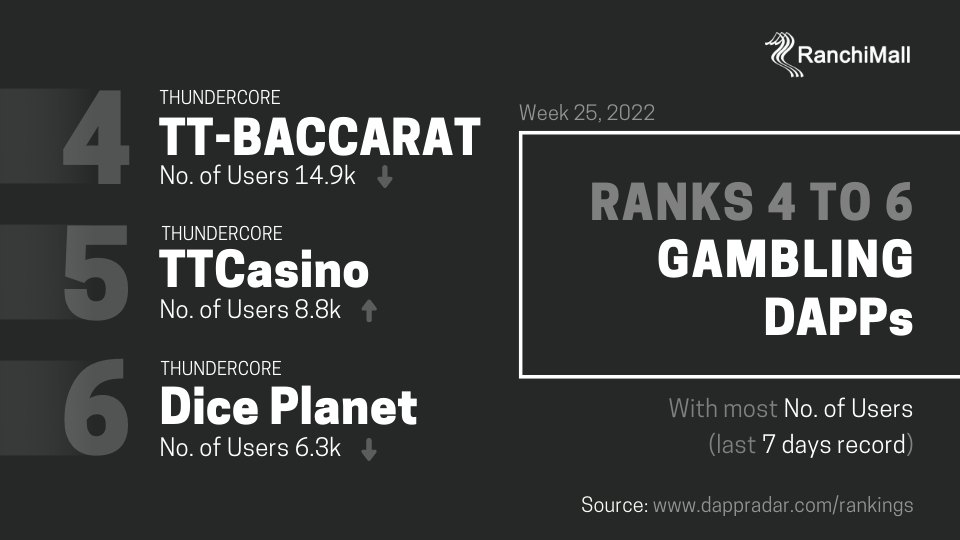 RanchiMall
4
THUNDERCORE
TT-BACCARAT
No. of Users 14.9k
5
THUNDERCORE
TTCasino
No. of Users 8.8k
6
THUNDERCORE
Dice Planet
No. of Users 6.3k
Week 25, 2022
RANKS 4 TO 6
GAMBLING
DAPPs
With most No. of Users
(last 7 days record)
Source: www.dappradar.com/rankings